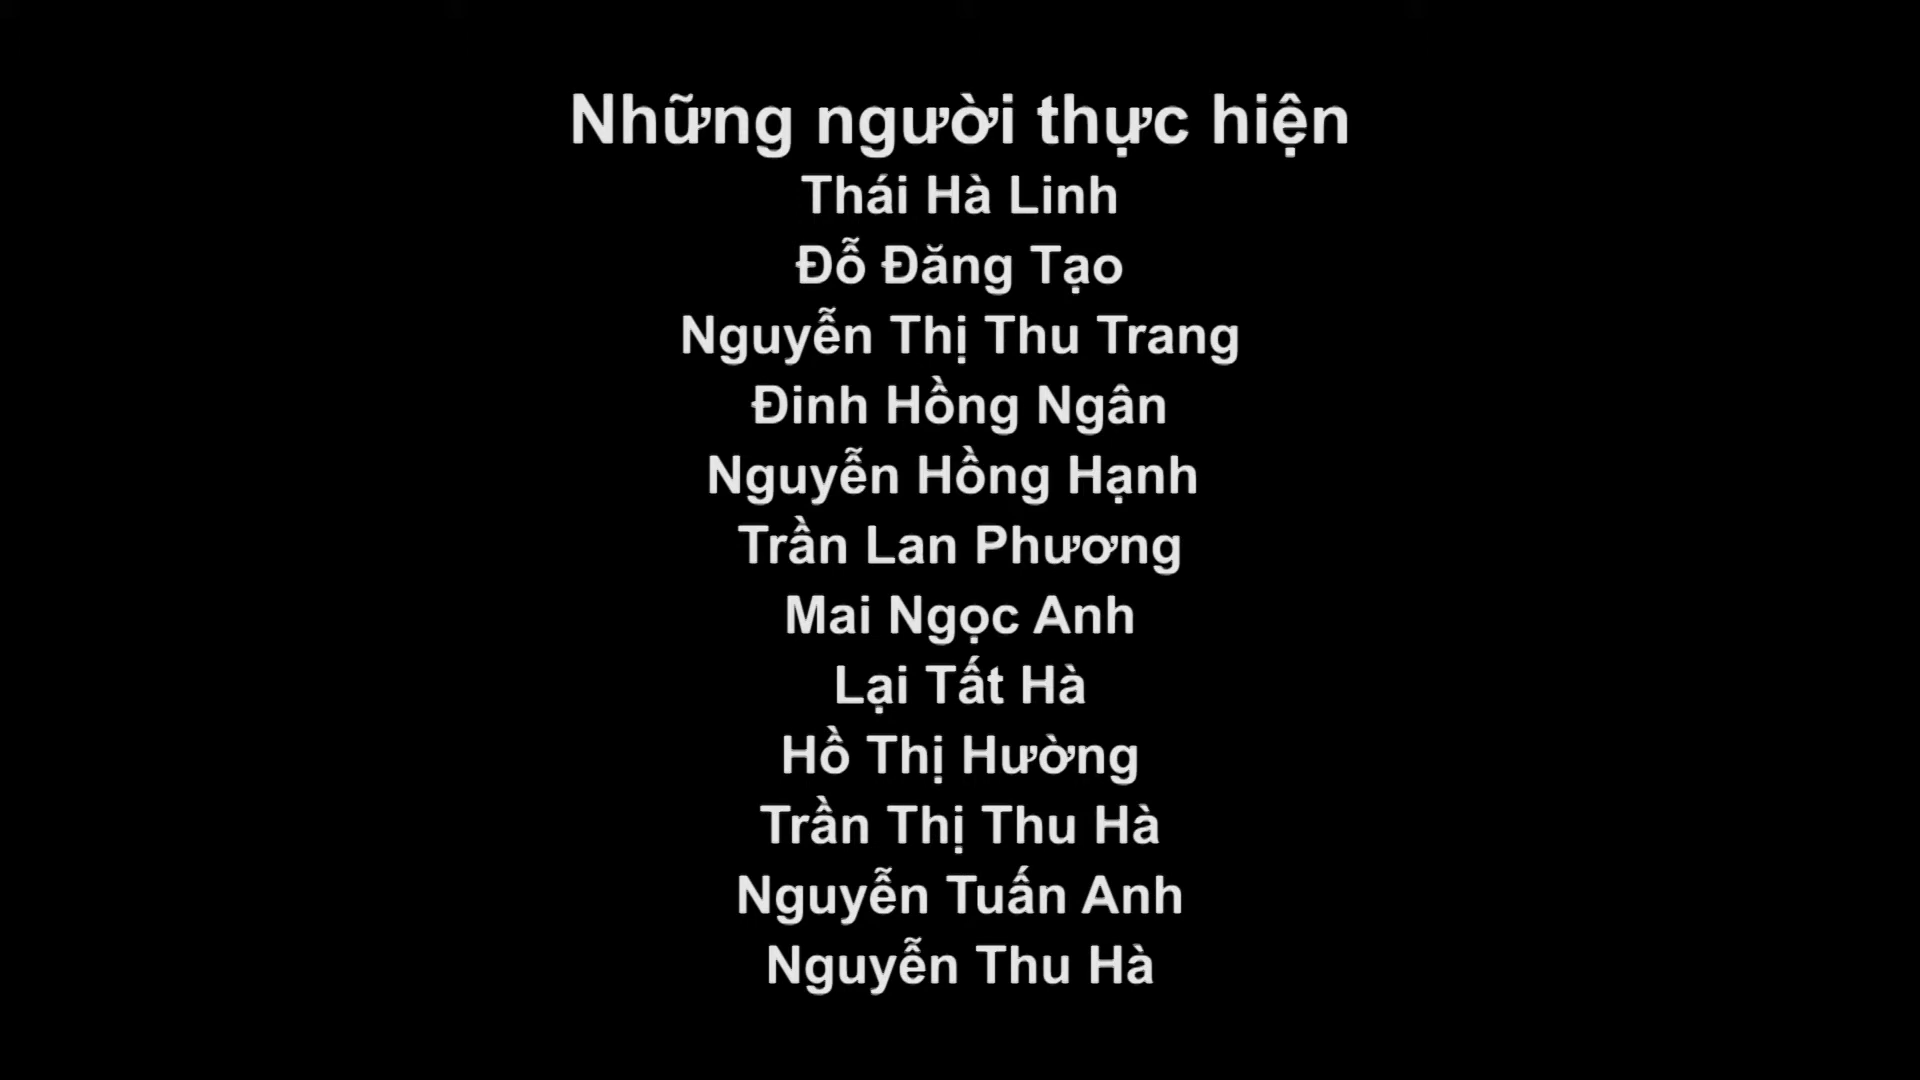 Những người thực hiện
Thái Hà Linh
Đỗ Đăng Tạo
Nguyễn Thị Thu Trang
Đinh Hồng Ngân
Nguyễn Hồng Hạnh
Trần Lan Phương
Mai Ngọc Anh
Lại Tất Hà
Hồ Thị Hường
Trần Thị Thu Hà
Nguyễn Tuấn Anh
Nguyễn Thu Hà